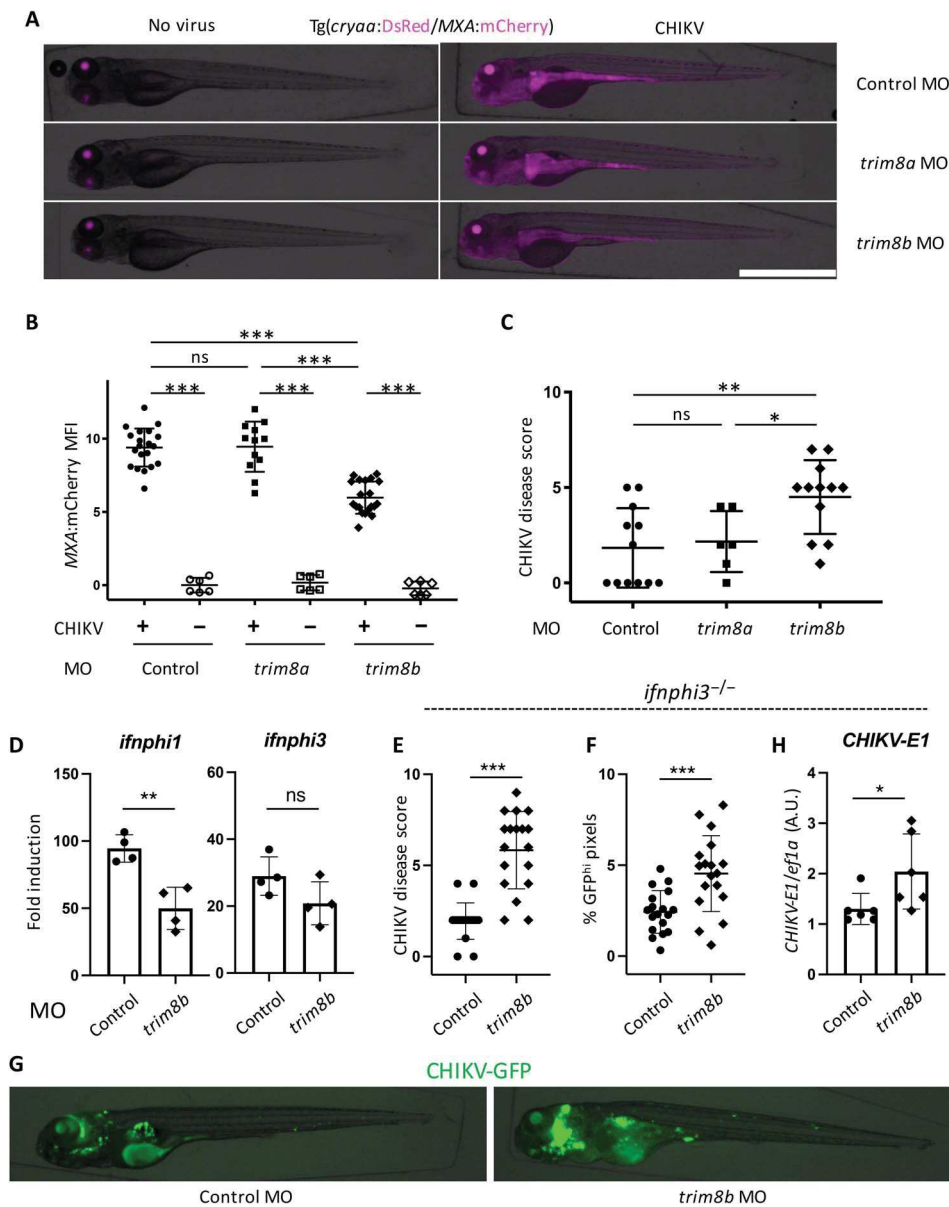 A
No virus
Tg(cryaa:DsRed/MXA:mCherry)
CHIKV
Control MO
trim8a MO
trim8b MO
B
***
ns
***
***
***
***
MXA:mCherry MFI
10
5
0
CHIKV
+
−
+
−
+
−
MO
Control
trim8a
trim8b
C
**
ns
*
CHIKV disease score
10
5
0
MO
Control
trim8a
trim8b
ifnphi3−/−
D
ifnphi1
Fold induction
150
100
50
0
**
ifnphi3
60
40
20
0
ns
MO
Control
trim8b
Control
trim8b
E
CHIKV disease score
10
5
0
***
Control
trim8b
F
% GFPhi pixels
10
5
0
***
Control
trim8b
H
CHIKV-E1
CHIKV-E1/ef1a (A.U.)
4
3
2
1
0
*
Control
trim8b
G
CHIKV-GFP
Control MO
trim8b MO